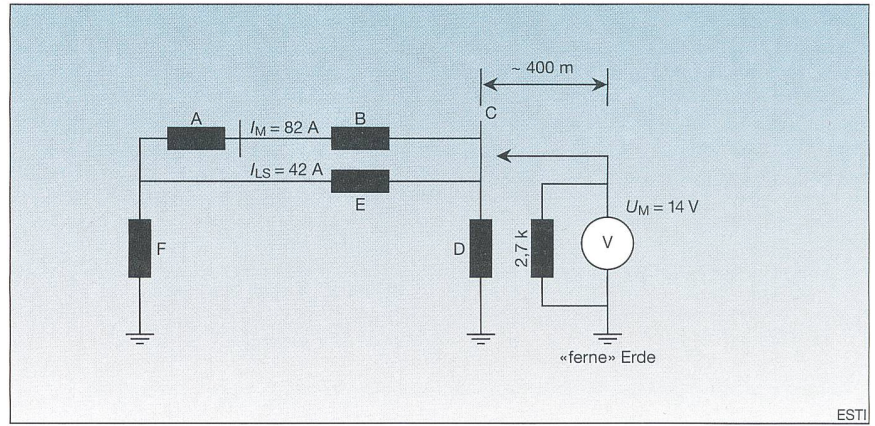 ~ 400 m
C
A
I_M = 82 A
B
I_LS = 42 A
E
U_M = 14 V
F
D
2,7 k
V
«ferne» Erde
ESTI